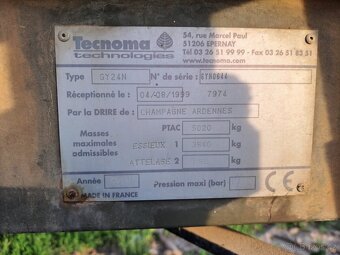 Tecnoma
technologies
54, rue Marcel Paul
51206 EPERNAY
Tél 03 26 51 99 99 - Fax 03 26 51 83 51
www.tecnoma.com
Type GY24N N° de série : GYN0644
Réceptionné le : 04/08/1999 7974
Par la DRIRE de : CHAMPAGNE ARDENNES
Masses maximales admissibles
PTAC 5020 kg
ESSIEUX 1 kg
ATTELAGE 2 kg
Année Pression maxi (bar)
MADE IN FRANCE
CE